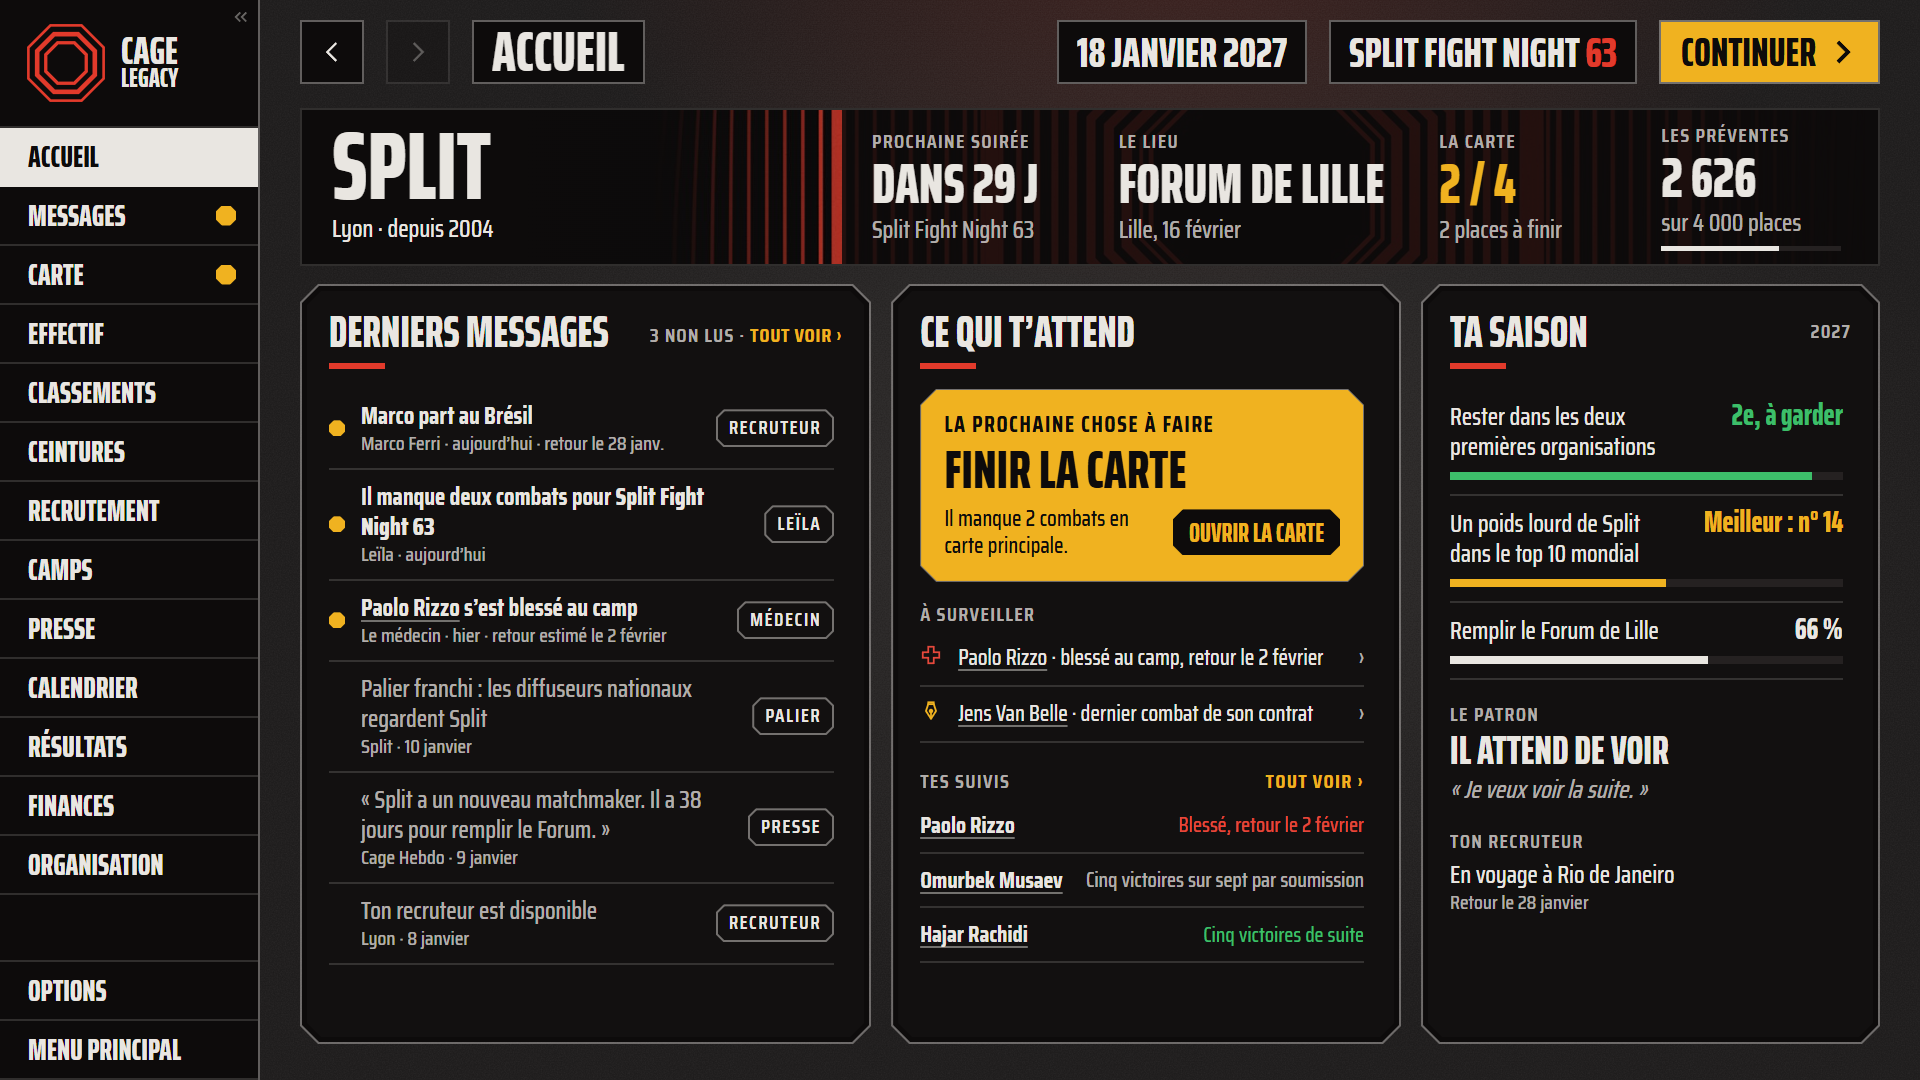 «
CAGE
LEGACY
ACCUEIL
MESSAGES
CARTE
EFFECTIF
CLASSEMENTS
CEINTURES
RECRUTEMENT
CAMPS
PRESSE
CALENDRIER
RÉSULTATS
FINANCES
ORGANISATION
OPTIONS
MENU PRINCIPAL
ACCUEIL
18 JANVIER 2027
SPLIT FIGHT NIGHT 63
CONTINUER
SPLIT
Lyon · depuis 2004
PROCHAINE SOIRÉE
DANS 29 J
Split Fight Night 63
LE LIEU
FORUM DE LILLE
Lille, 16 février
LA CARTE
2 / 4
2 places à finir
LES PRÉVENTES
2 626
sur 4 000 places
DERNIERS MESSAGES
3 NON LUS · TOUT VOIR ›
Marco part au Brésil
Marco Ferri · aujourd’hui · retour le 28 janv.
RECRUTEUR
Il manque deux combats pour Split Fight
Night 63
Leïla · aujourd’hui
LEÏLA
Paolo Rizzo s’est blessé au camp
Le médecin · hier · retour estimé le 2 février
MÉDECIN
Palier franchi : les diffuseurs nationaux
regardent Split
Split · 10 janvier
PALIER
« Split a un nouveau matchmaker. Il a 38
jours pour remplir le Forum. »
Cage Hebdo · 9 janvier
PRESSE
Ton recruteur est disponible
Lyon · 8 janvier
RECRUTEUR
CE QUI T’ATTEND
LA PROCHAINE CHOSE À FAIRE
FINIR LA CARTE
Il manque 2 combats en
carte principale.
OUVRIR LA CARTE
À SURVEILLER
Paolo Rizzo · blessé au camp, retour le 2 février ›
Jens Van Belle · dernier combat de son contrat ›
TES SUIVIS
TOUT VOIR ›
Paolo Rizzo
Blessé, retour le 2 février
Omurbek Musaev
Cinq victoires sur sept par soumission
Hajar Rachidi
Cinq victoires de suite
TA SAISON
2027
Rester dans les deux
premières organisations
2e, à garder
Un poids lourd de Split
dans le top 10 mondial
Meilleur : n° 14
Remplir le Forum de Lille
66 %
LE PATRON
IL ATTEND DE VOIR
« Je veux voir la suite. »
TON RECRUTEUR
En voyage à Rio de Janeiro
Retour le 28 janvier